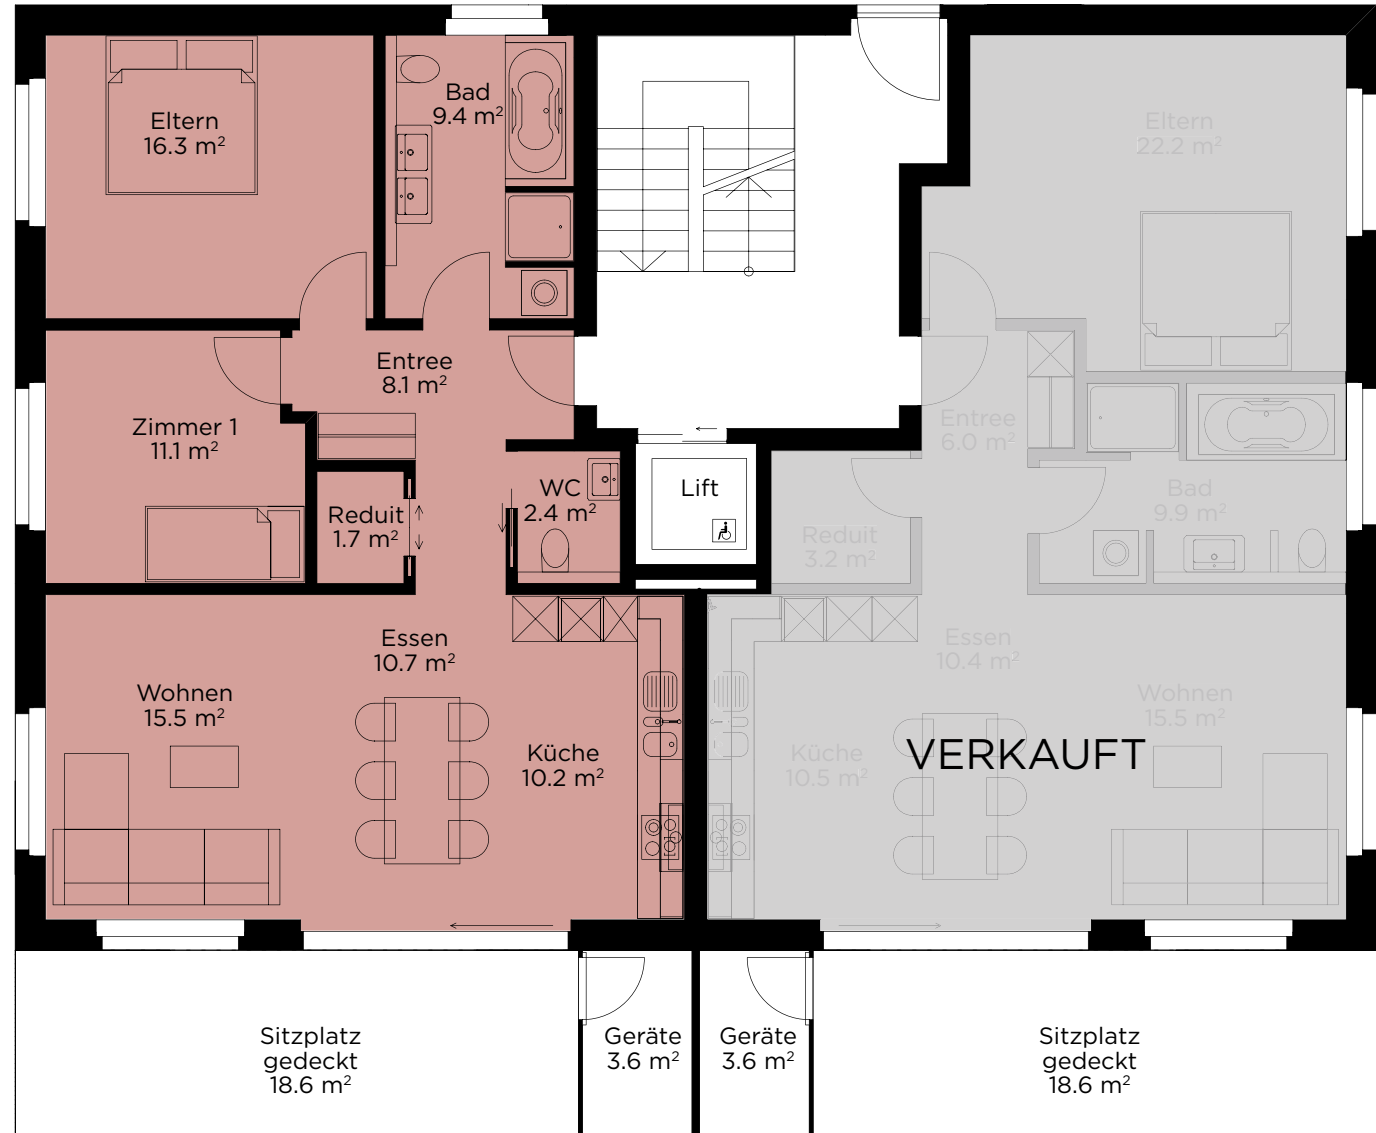 Eltern
16.3 m²
Bad
9.4 m²
Entree
8.1 m²
Zimmer 1
11.1 m²
Reduit
1.7 m²
WC
2.4 m²
Lift
Essen
10.7 m²
Wohnen
15.5 m²
Küche
10.2 m²
Eltern
22.2 m²
Entree
6.0 m²
Bad
9.9 m²
Reduit
3.2 m²
Essen
10.4 m²
Wohnen
15.5 m²
Küche
10.5 m²
VERKAUFT
Sitzplatz
gedeckt
18.6 m²
Geräte
3.6 m²
Geräte
3.6 m²
Sitzplatz
gedeckt
18.6 m²